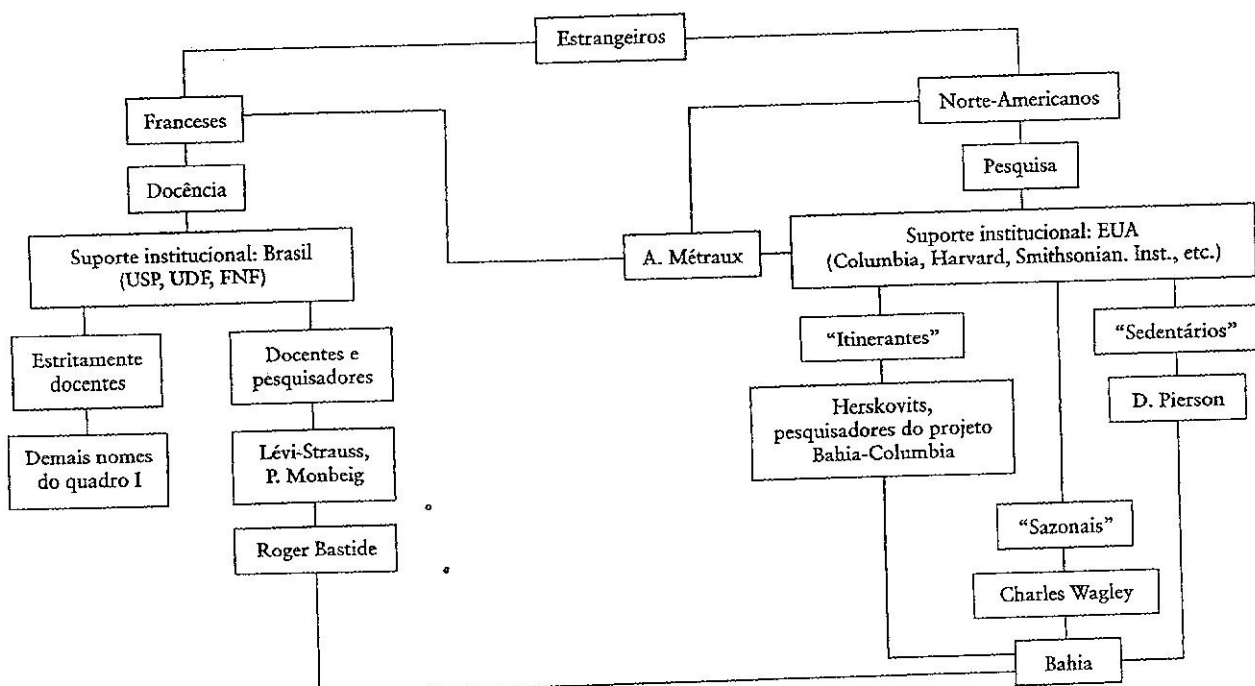 Estrangeiros
Franceses
Norte-Americanos
Docência
Pesquisa
Suporte institucional: Brasil
(USP, UDF, FNF)
A. Métraux
Suporte institucional: EUA
(Columbia, Harvard, Smithsonian. Inst., etc.)
Estritamente
docentes
Docentes e
pesquisadores
“Itinerantes”
“Sedentários”
Demais nomes
do quadro I
Lévi-Strauss,
P. Monbeig
Herskovits,
pesquisadores do projeto
Bahia-Columbia
D. Pierson
Roger Bastide
“Sazonais”
Charles Wagley
Bahia